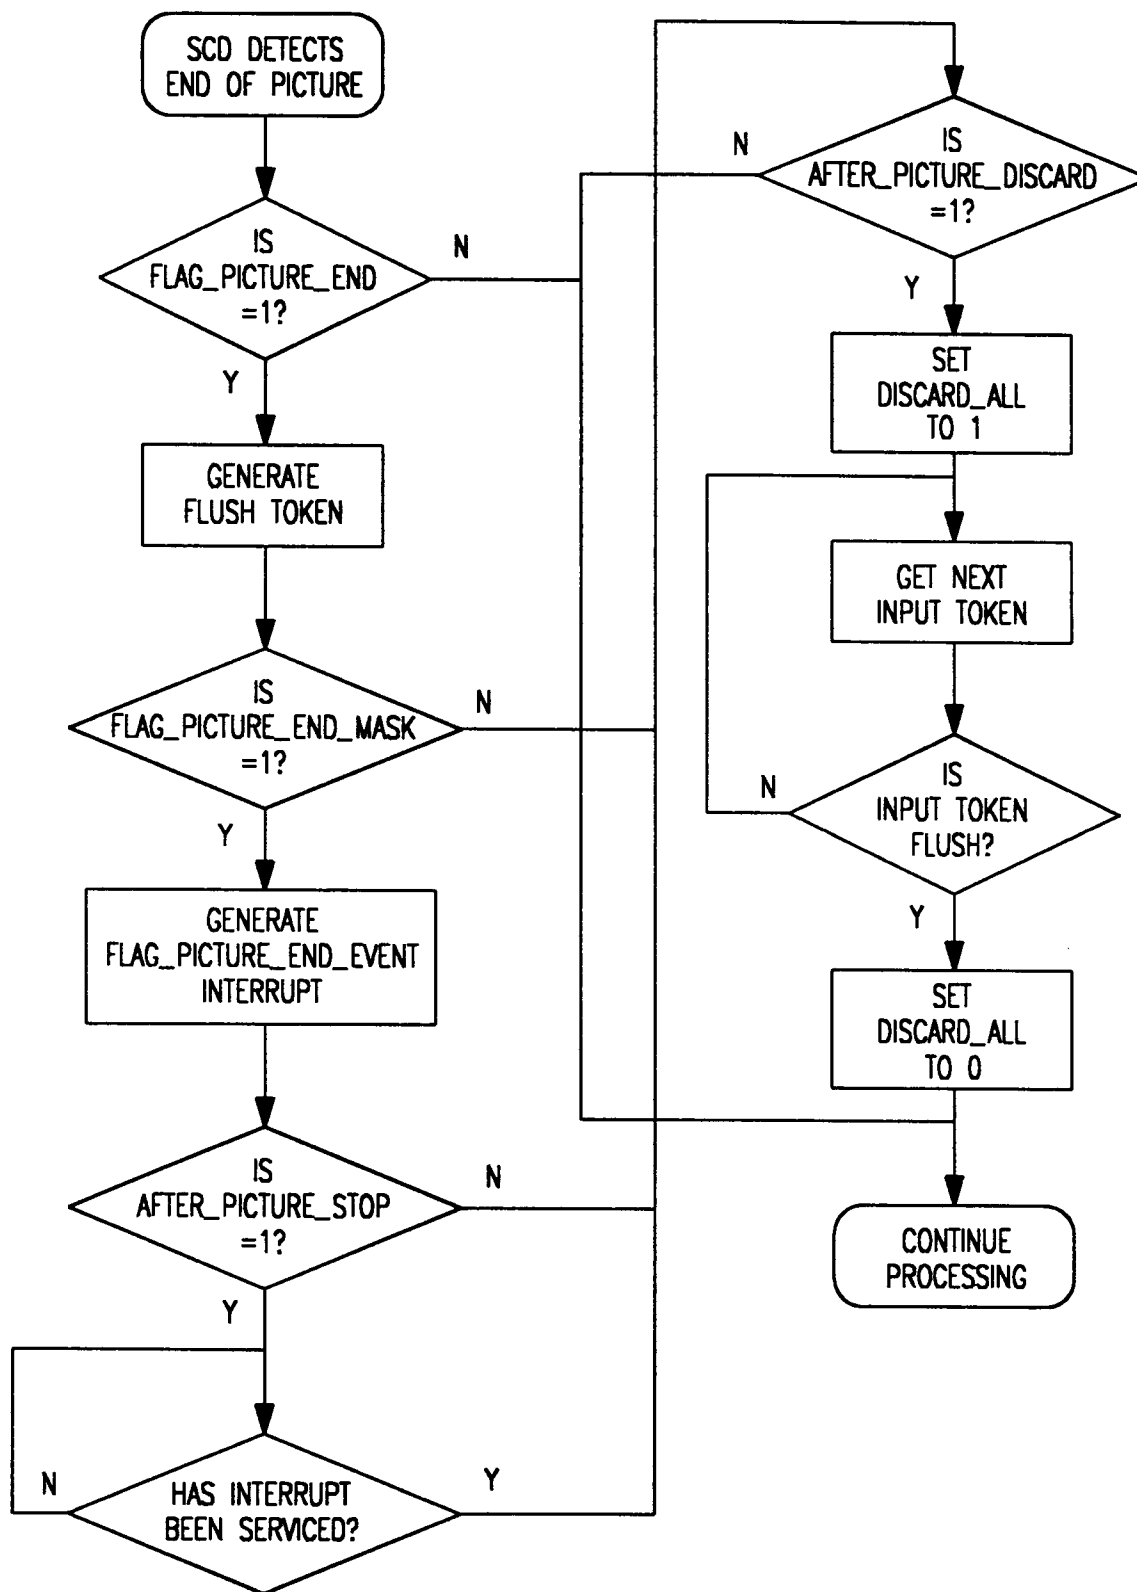 SCD DETECTS
END OF PICTURE
IS
FLAG_PICTURE_END
=1?
N
Y
GENERATE
FLUSH TOKEN
IS
FLAG_PICTURE_END_MASK
=1?
N
Y
GENERATE
FLAG_PICTURE_END_EVENT
INTERRUPT
IS
AFTER_PICTURE_STOP
=1?
N
Y
HAS INTERRUPT
BEEN SERVICED?
N
Y
IS
AFTER_PICTURE_DISCARD
=1?
N
Y
SET
DISCARD_ALL
TO 1
GET NEXT
INPUT TOKEN
IS
INPUT TOKEN
FLUSH?
N
Y
SET
DISCARD_ALL
TO 0
CONTINUE
PROCESSING